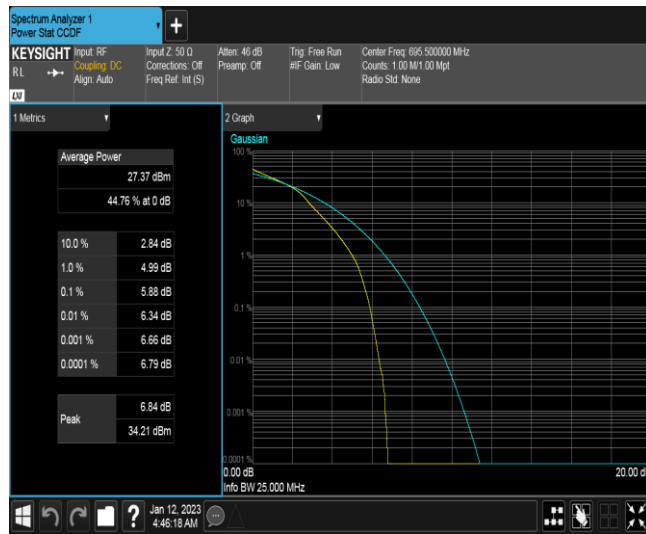 Spectrum Analyzer 1
Power Stat CCDF
+
KEYSIGHT
RL
LXI
Input: RF
Coupling: DC
Align: Auto
Input Z: 50 Ω
Corrections: Off
Freq Ref: Int (S)
Atten: 46 dB
Preamp: Off
Trig: Free Run
#IF Gain: Low
Center Freq: 695.500000 MHz
Counts: 1.00 M/1.00 Mpt
Radio Std: None
1 Metrics
Average Power
27.37 dBm
44.76 % at 0 dB
10.0 % 2.84 dB
1.0 % 4.99 dB
0.1 % 5.88 dB
0.01 % 6.34 dB
0.001 % 6.66 dB
0.0001 % 6.79 dB
Peak
6.84 dB
34.21 dBm
2 Graph
Gaussian
100 %
10 %
1 %
0.1 %
0.01 %
0.001 %
0.0001 %
0.00 dB
20.00 d
Info BW 25.000 MHz
?
Jan 12, 2023
4:46:18 AM